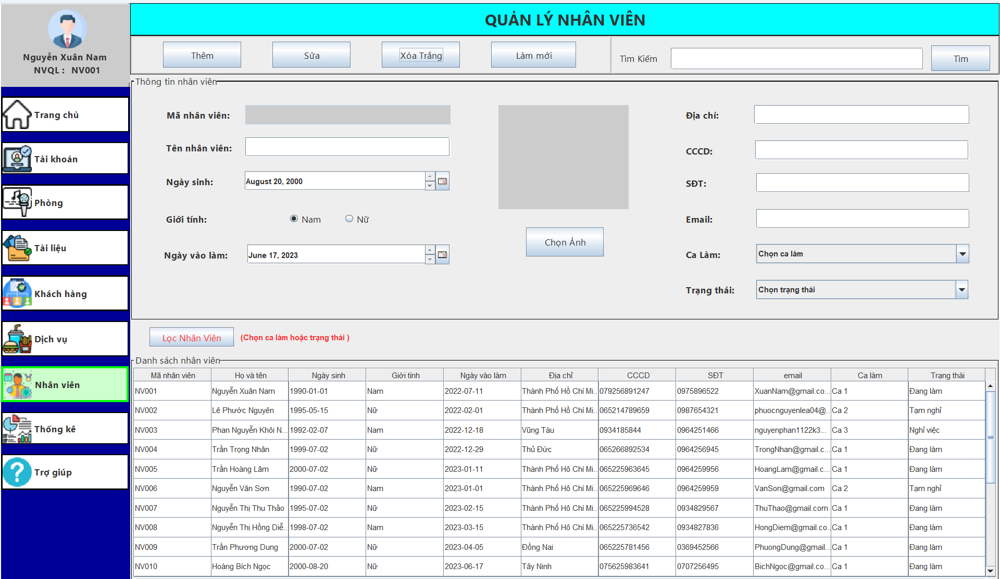 Nguyễn Xuân Nam
NVQL : NV001
Trang chủ
Tài khoản
Phòng
Tài liệu
Khách hàng
Dịch vụ
Nhân viên
Thống kê
Trợ giúp
QUẢN LÝ NHÂN VIÊN
Thêm Sửa Xóa Trắng Làm mới Tìm Kiếm Tìm
Thông tin nhân viên
Mã nhân viên:
Tên nhân viên:
Ngày sinh: August 20, 2000
Giới tính: Nam Nữ
Ngày vào làm: June 17, 2023
Chọn Ảnh
Địa chỉ:
CCCD:
SĐT:
Email:
Ca Làm: Chọn ca làm
Trạng thái: Chọn trạng thái
Lọc Nhân Viên (Chọn ca làm hoặc trạng thái )
Danh sách nhân viên
Mã nhân viên Họ và tên Ngày sinh Giới tính Ngày vào làm Địa chỉ CCCD SĐT email Ca làm Trạng thái
NV001 Nguyễn Xuân Nam 1990-01-01 Nam 2022-07-11 Thành Phố Hồ Chí Mi... 079256891247 0975896522 XuanNam@gmail.co... Ca 1 Đang làm
NV002 Lê Phước Nguyên 1995-05-15 Nữ 2022-02-01 Thành Phố Hồ Chí Mi... 065214789659 0987654321 phuocnguyenlea04@... Ca 2 Tạm nghỉ
NV003 Phan Nguyễn Khôi N... 1992-02-07 Nam 2022-12-18 Vũng Tàu 0934185844 0964251466 nguyenphan1122k3... Ca 3 Nghỉ việc
NV004 Trần Trọng Nhân 1999-07-02 Nữ 2022-12-29 Thủ Đức 065266892534 0964256945 TrongNhan@gmail.c... Ca 1 Đang làm
NV005 Trần Hoàng Lâm 2000-07-02 Nữ 2023-01-11 Thành Phố Hồ Chí Mi... 065225963645 0964259956 HoangLam@gmail.c... Ca 1 Đang làm
NV006 Nguyễn Văn Sơn 1990-07-02 Nam 2023-01-01 Thành Phố Hồ Chí Mi... 065225969646 0964259959 VanSon@gmail.com Ca 2 Tạm nghỉ
NV007 Nguyễn Thị Thu Thảo 1995-07-02 Nữ 2023-02-15 Thành Phố Hồ Chí Mi... 065225994528 0934829567 ThuThao@gmail.com Ca 1 Đang làm
NV008 Nguyễn Thị Hồng Diễ... 1998-07-02 Nam 2023-03-15 Thành Phố Hồ Chí Mi... 065225736542 0934827836 HongDiem@gmail.co... Ca 1 Đang làm
NV009 Trần Phương Dung 2000-07-02 Nữ 2023-04-05 Đồng Nai 065225781456 0369452566 PhuongDung@gmail... Ca 1 Đang làm
NV010 Hoàng Bích Ngọc 2000-08-20 Nữ 2023-06-17 Tây Ninh 075625983641 0707256495 BichNgoc@gmail.co... Ca 1 Đang làm